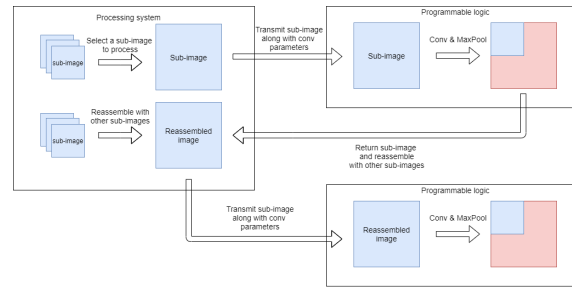 Processing system
Select a sub-image
to process
sub-image
Sub-image
Transmit sub-image
along with conv
parameters
Programmable logic
Sub-image
Conv & MaxPool
Reassemble with
other sub-images
sub-image
Reassembled
image
Return sub-image
and reassemble
with other sub-images
Transmit sub-image
along with conv
parameters
Programmable logic
Reassembled
image
Conv & MaxPool